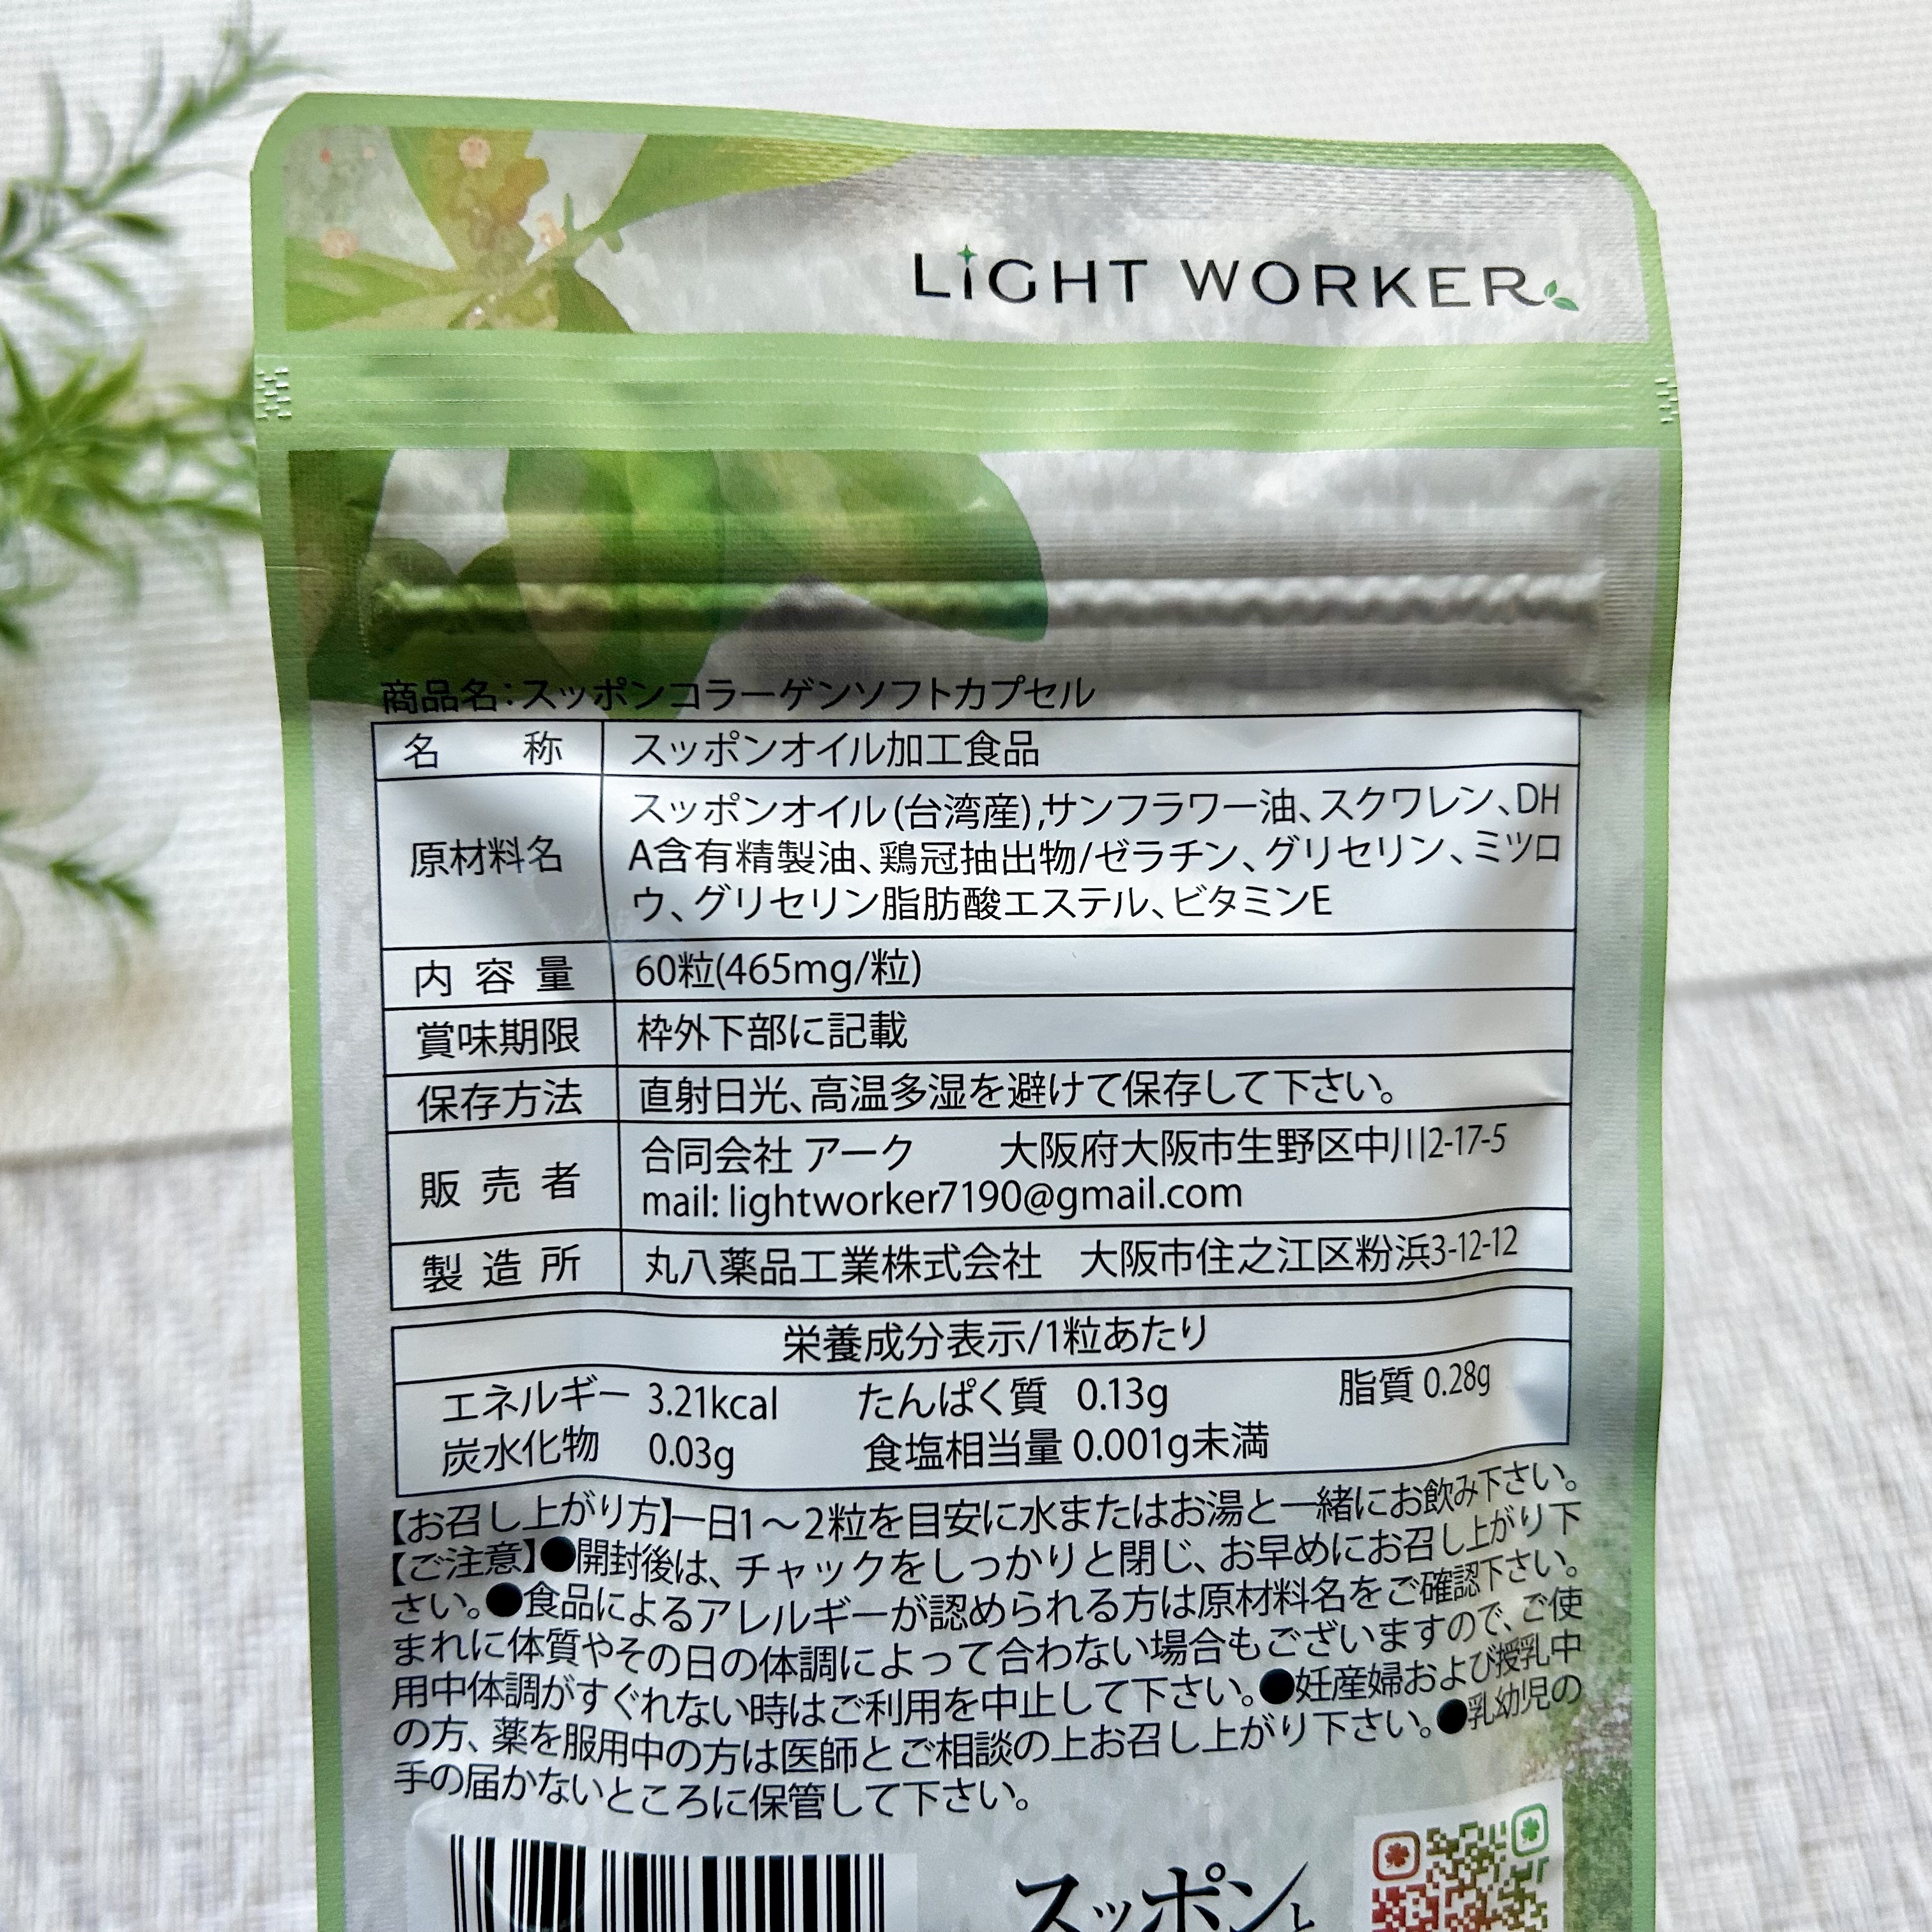 LiGHT WORKER
商品名:スッポンコラーゲンソフトカプセル
名 称 スッポンオイル加工食品
原材料名 スッポンオイル(台湾産),サンフラワー油、スクワレン、DH
A含有精製油、鶏冠抽出物/ゼラチン、グリセリン、ミツロ
ウ、グリセリン脂肪酸エステル、ビタミンE
内容量 60粒(465mg/粒)
賞味期限 枠外下部に記載
保存方法 直射日光、高温多湿を避けて保存して下さい。
販売者 合同会社 アーク 大阪府大阪市生野区中川2-17-5
mail: lightworker7190@gmail.com
製造所 丸八薬品工業株式会社 大阪市住之江区粉浜3-12-12
栄養成分表示/1粒あたり
エネルギー 3.21kcal たんぱく質 0.13g 脂質 0.28g
炭水化物 0.03g 食塩相当量 0.001g未満
【お召し上がり方】一日1～2粒を目安に水またはお湯と一緒にお飲み下さい。
【ご注意】●開封後は、チャックをしっかりと閉じ、お早めにお召し上がり下
さい。●食品によるアレルギーが認められる方は原材料名をご確認下さい。
まれに体質やその日の体調によって合わない場合もございますので、ご使
用中体調がすぐれない時はご利用を中止して下さい。●妊産婦および授乳中
の方、薬を服用中の方は医師とご相談の上お召し上がり下さい。●乳幼児の
手の届かないところに保管して下さい。
スッポンと